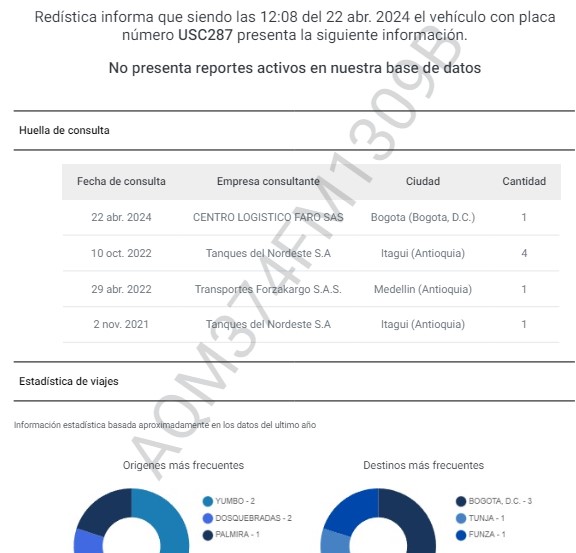 Redística informa que siendo las 12:08 del 22 abr. 2024 el vehículo con placa
número USC287 presenta la siguiente información.
No presenta reportes activos en nuestra base de datos
Huella de consulta
Fecha de consulta Empresa consultante Ciudad Cantidad
22 abr. 2024 CENTRO LOGISTICO FARO SAS Bogota (Bogota, D.C.) 1
10 oct. 2022 Tanques del Nordeste S.A Itagui (Antioquia) 4
29 abr. 2022 Transportes Forzakargo S.A.S. Medellin (Antioquia) 1
2 nov. 2021 Tanques del Nordeste S.A Itagui (Antioquia) 1
AQM374FM1309B
Estadística de viajes
Información estadística basada aproximadamente en los datos del ultimo año
Origenes más frecuentes Destinos más frecuentes
YUMBO - 2 BOGOTA, D.C. - 3
DOSQUEBRADAS - 2 TUNJA - 1
PALMIRA - 1 FUNZA - 1